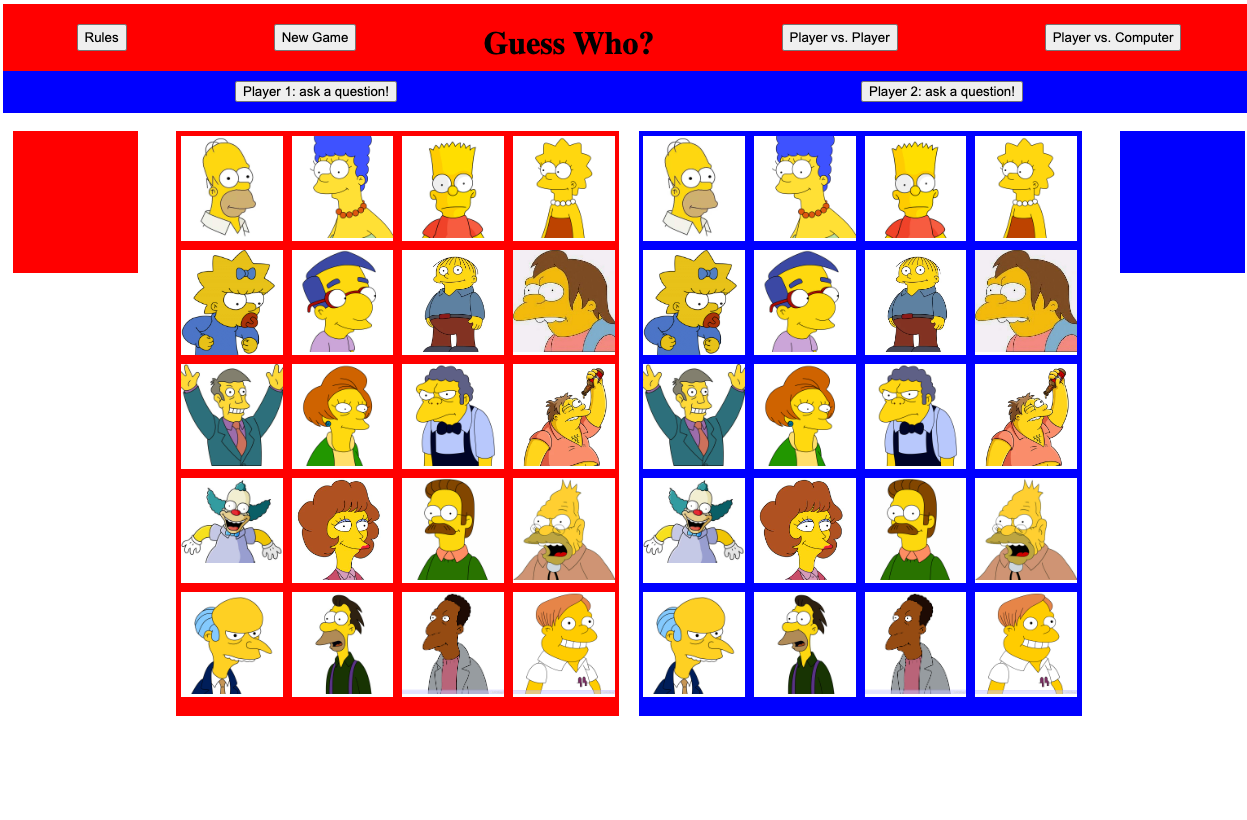 Rules
New Game
Guess Who?
Player vs. Player
Player vs. Computer
Player 1: ask a question!
Player 2: ask a question!